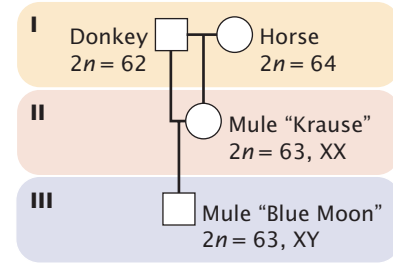 I
Donkey
2n = 62
Horse
2n = 64
II
Mule “Krause”
2n = 63, XX
III
Mule “Blue Moon”
2n = 63, XY